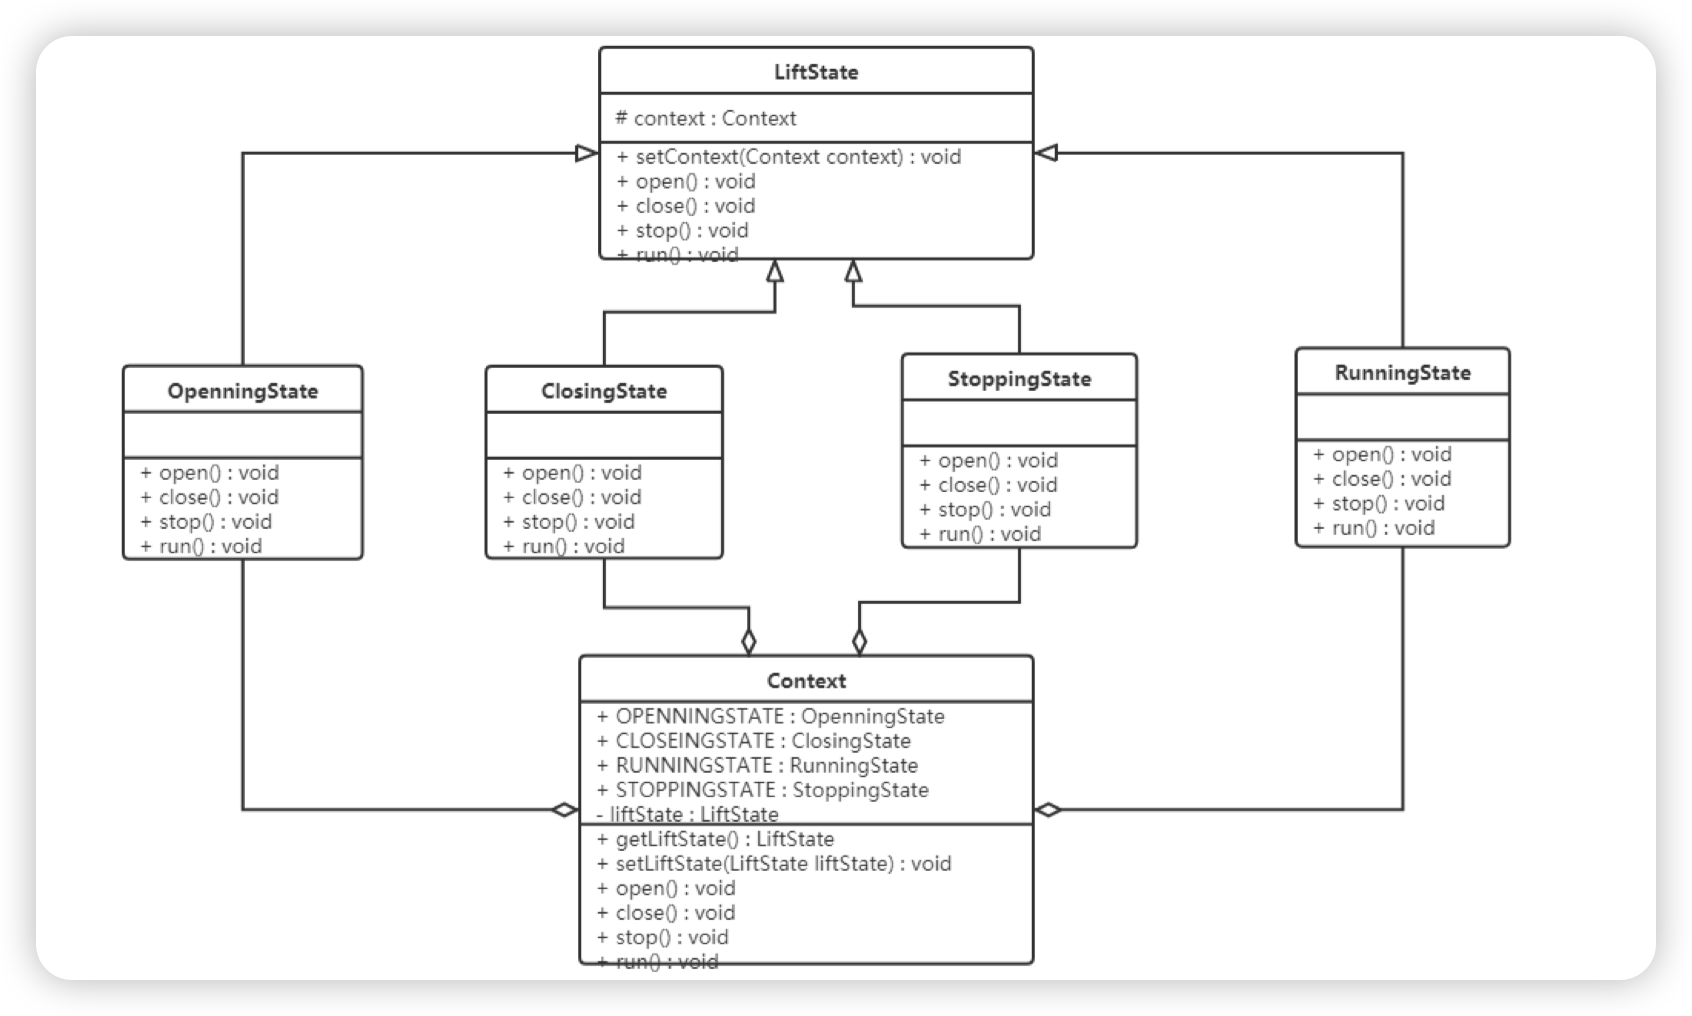 LiftState
# context : Context
+ setContext(Context context) : void
+ open() : void
+ close() : void
+ stop() : void
+ run() : void
OpenningState
+ open() : void
+ close() : void
+ stop() : void
+ run() : void
ClosingState
+ open() : void
+ close() : void
+ stop() : void
+ run() : void
StoppingState
+ open() : void
+ close() : void
+ stop() : void
+ run() : void
RunningState
+ open() : void
+ close() : void
+ stop() : void
+ run() : void
Context
+ OPENNINGSTATE : OpenningState
+ CLOSEINGSTATE : ClosingState
+ RUNNINGSTATE : RunningState
+ STOPPINGSTATE : StoppingState
- liftState : LiftState
+ getLiftState() : LiftState
+ setLiftState(LiftState liftState) : void
+ open() : void
+ close() : void
+ stop() : void
+ run() : void